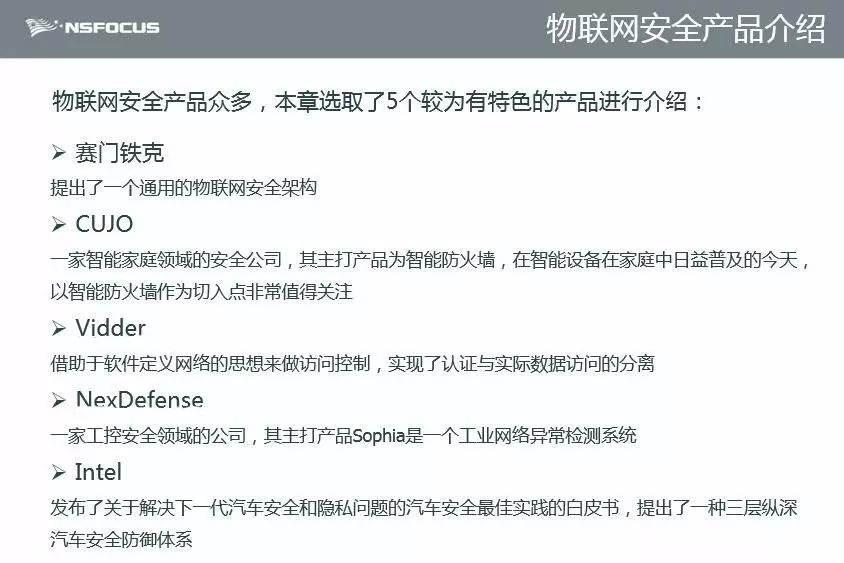 NSFOCUS
物联网安全产品介绍
物联网安全产品众多，本章选取了5个较为有特色的产品进行介绍：
➢ 赛门铁克
提出了一个通用的物联网安全架构
➢ CUJO
一家智能家庭领域的安全公司，其主打产品为智能防火墙，在智能设备在家庭中日益普及的今天，
以智能防火墙作为切入点非常值得关注
➢ Vidder
借助于软件定义网络的思想来做访问控制，实现了认证与实际数据访问的分离
➢ NexDefense
一家工控安全领域的公司，其主打产品Sophia是一个工业网络异常检测系统
➢ Intel
发布了关于解决下一代汽车安全和隐私问题的汽车安全最佳实践的白皮书，提出了一种三层纵深
汽车安全防御体系